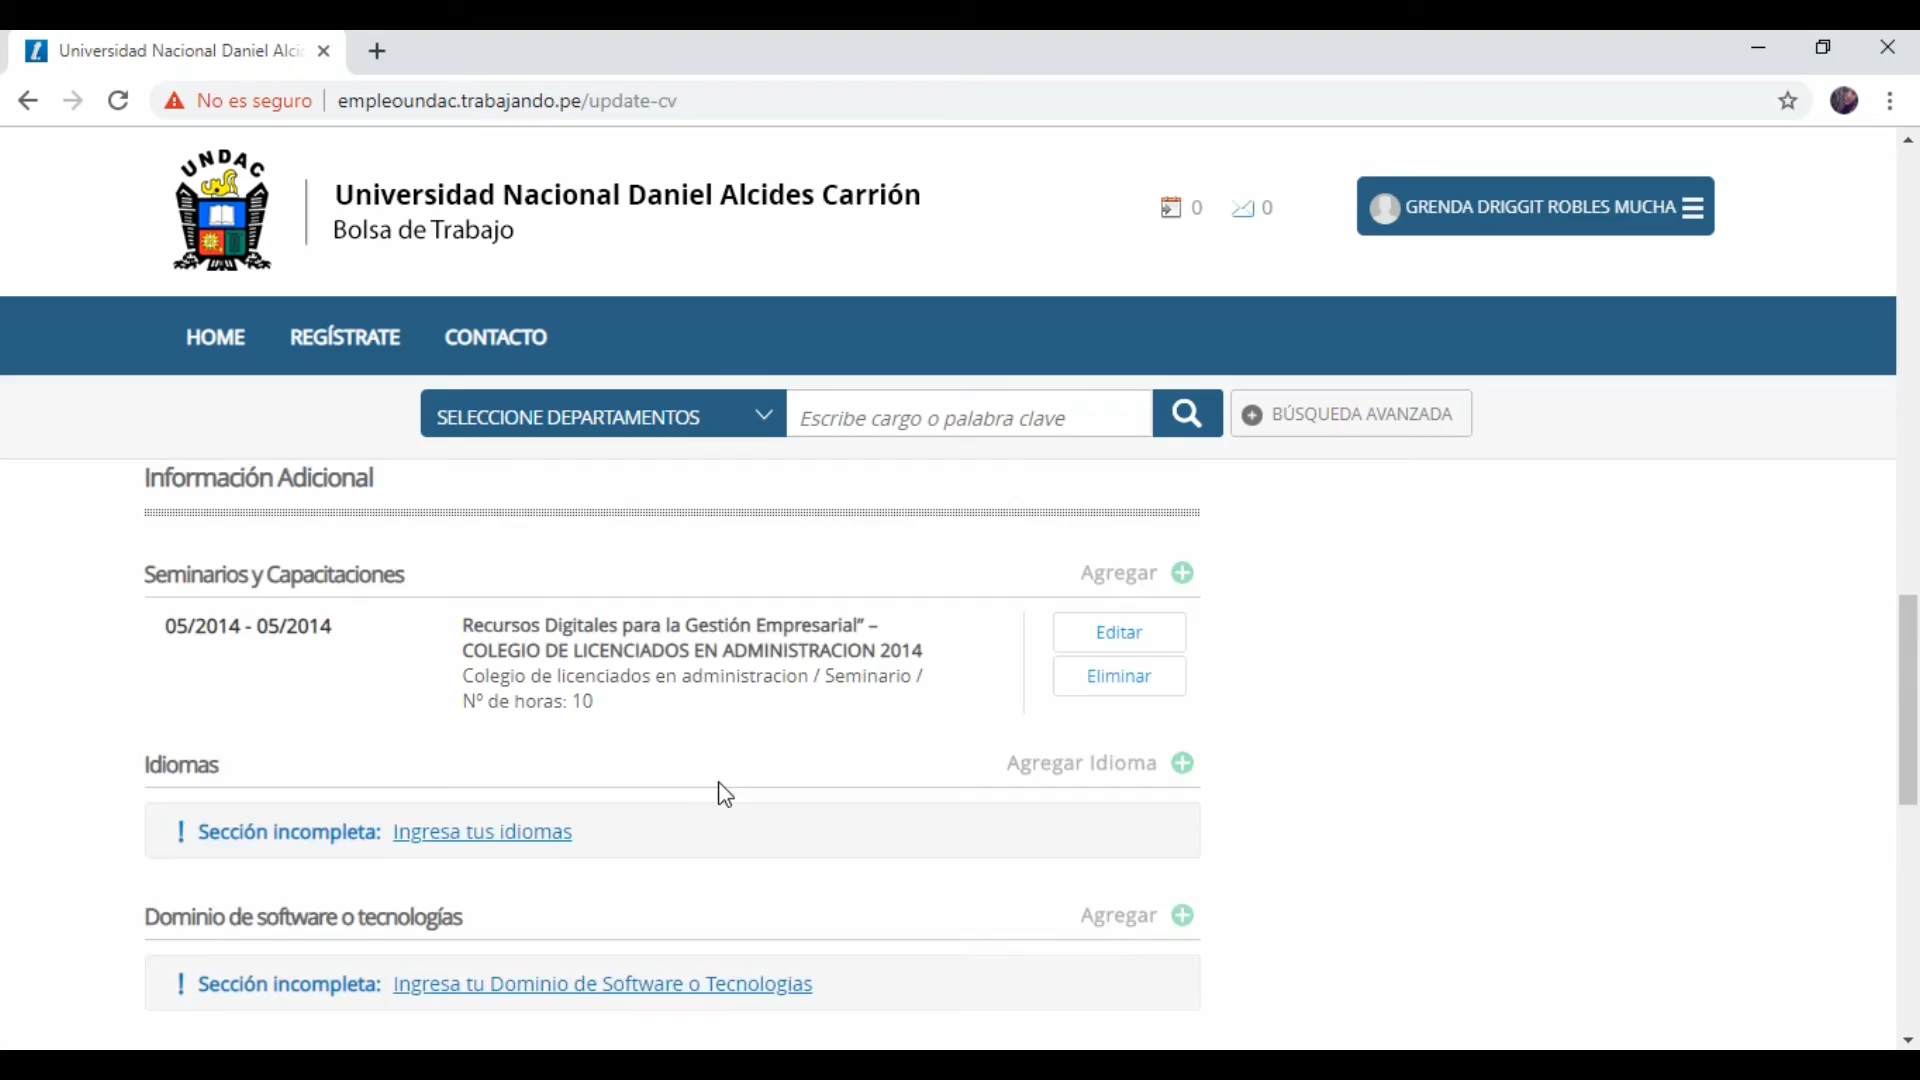 Universidad Nacional Daniel Alci
No es seguro
empleoundac.trabajando.pe/update-cv
UNDAC
Universidad Nacional Daniel Alcides Carrión
Bolsa de Trabajo
0
0
GRENDA DRIGGIT ROBLES MUCHA
HOME
REGÍSTRATE
CONTACTO
SELECCIONE DEPARTAMENTOS
Escribe cargo o palabra clave
BÚSQUEDA AVANZADA
Información Adicional
Seminarios y Capacitaciones
Agregar
05/2014 - 05/2014
Recursos Digitales para la Gestión Empresarial” –
COLEGIO DE LICENCIADOS EN ADMINISTRACION 2014
Colegio de licenciados en administracion / Seminario /
Nº de horas: 10
Editar
Eliminar
Idiomas
Agregar Idioma
! Sección incompleta: Ingresa tus idiomas
Dominio de software o tecnologías
Agregar
! Sección incompleta: Ingresa tu Dominio de Software o Tecnologias